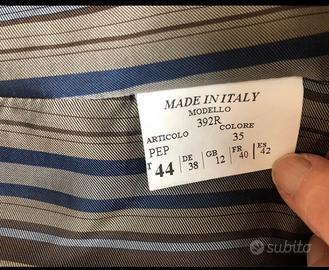 MADE IN ITALY
MODELLO
392R
ARTICOLO COLORE
PEP 35
T 44 DE 38 GB 12 FR 40 ES 42
subito